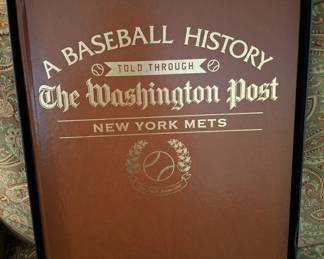 A BASEBALL HISTORY
TOLD THROUGH
The Washington Post
NEW YORK METS